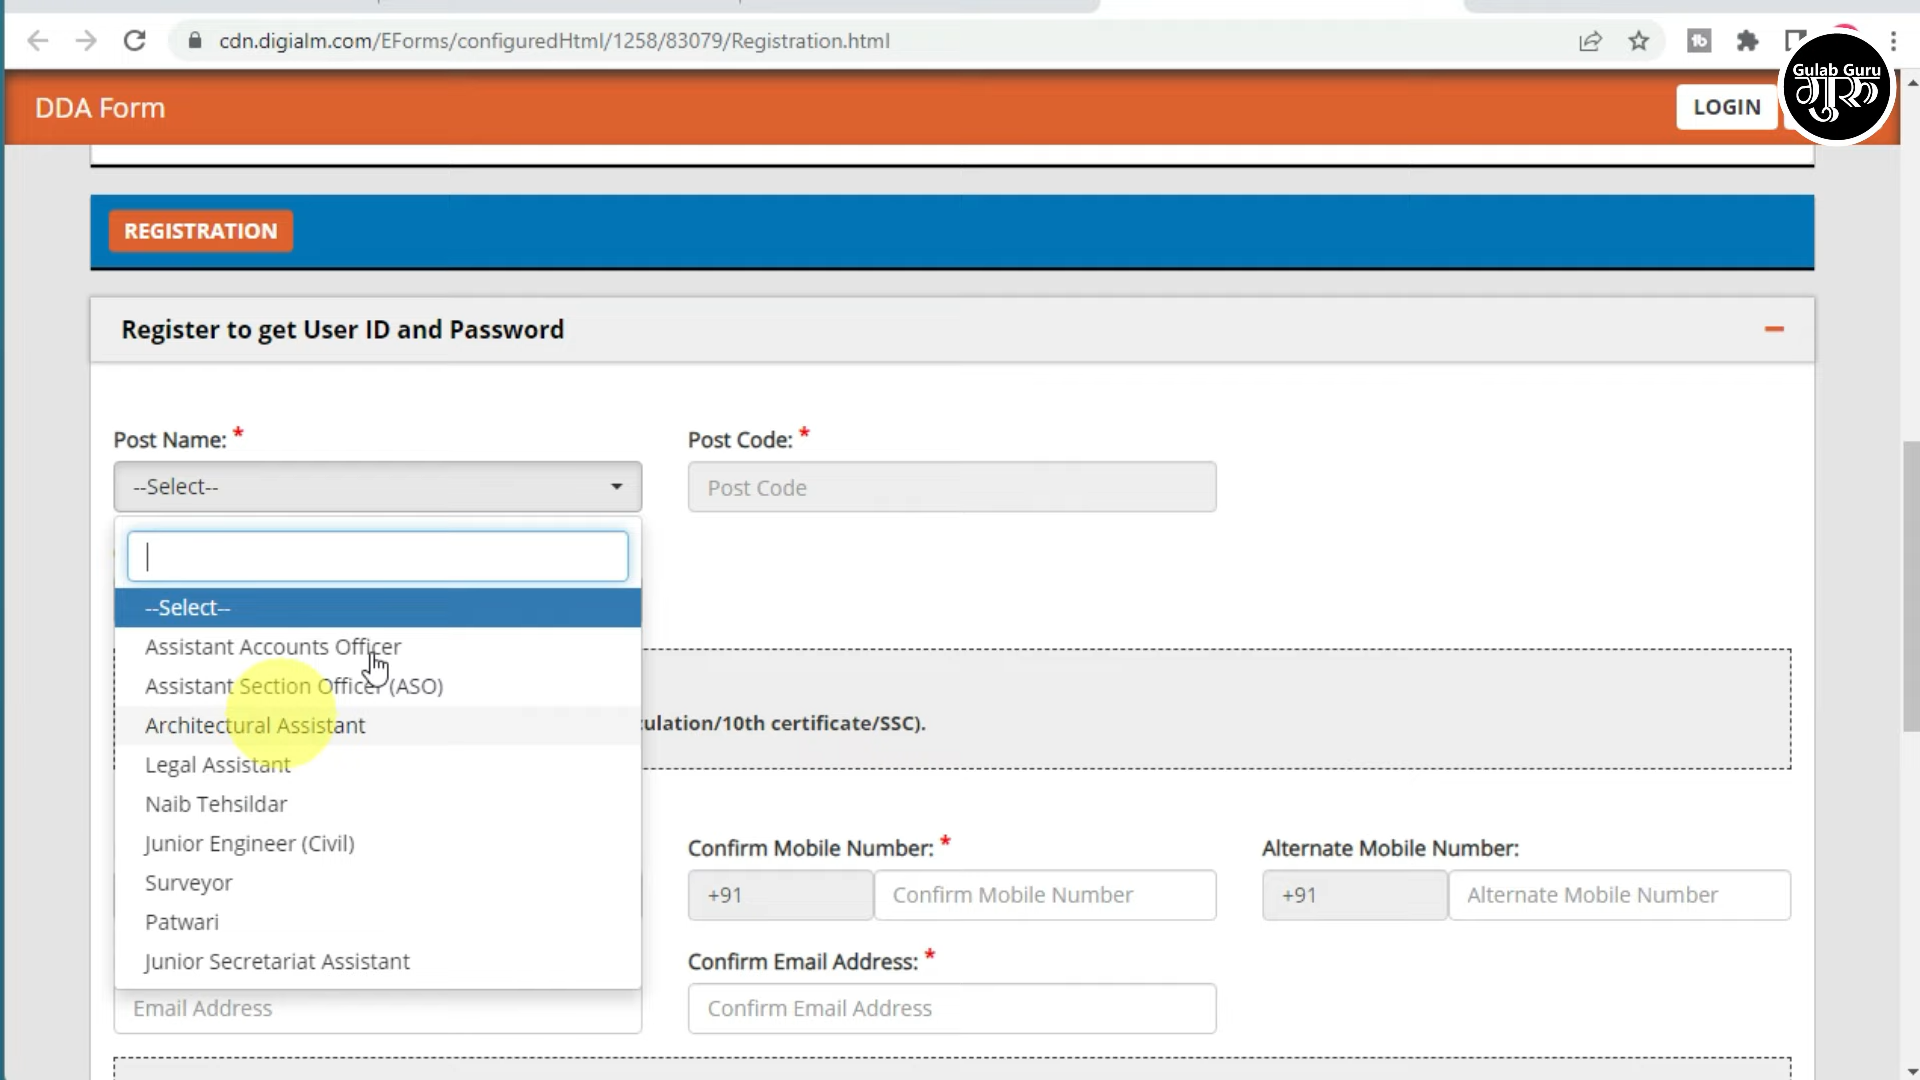 cdn.digialm.com/EForms/configuredHtml/1258/83079/Registration.html
DDA Form
LOGIN
Gulab Guru
गुरु
REGISTRATION
Register to get User ID and Password
Post Name: *
Post Code: *
--Select--
Post Code
--Select--
Assistant Accounts Officer
Assistant Section Officer (ASO)
Architectural Assistant
ulation/10th certificate/SSC).
Legal Assistant
Naib Tehsildar
Junior Engineer (Civil)
Surveyor
Patwari
Junior Secretariat Assistant
Confirm Mobile Number: *
Alternate Mobile Number:
+91
Confirm Mobile Number
+91
Alternate Mobile Number
Confirm Email Address: *
Email Address
Confirm Email Address